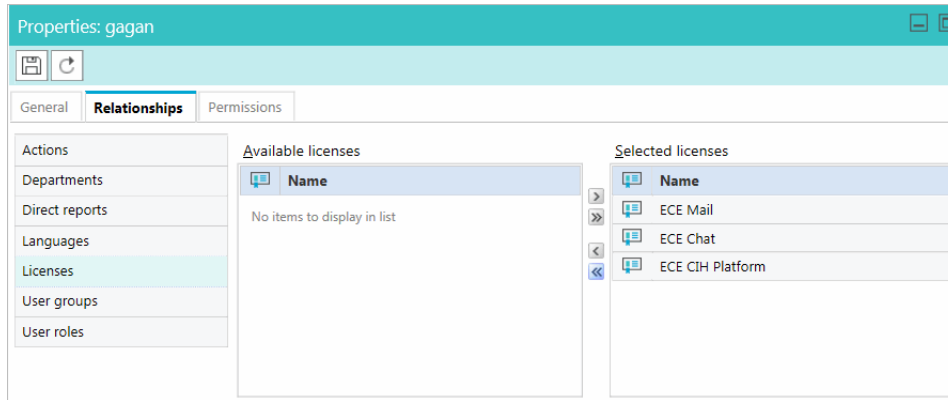 Properties: gagan
General Relationships Permissions
Actions
Departments
Direct reports
Languages
Licenses
User groups
User roles
Available licenses
Name
No items to display in list
Selected licenses
Name
ECE Mail
ECE Chat
ECE CIH Platform